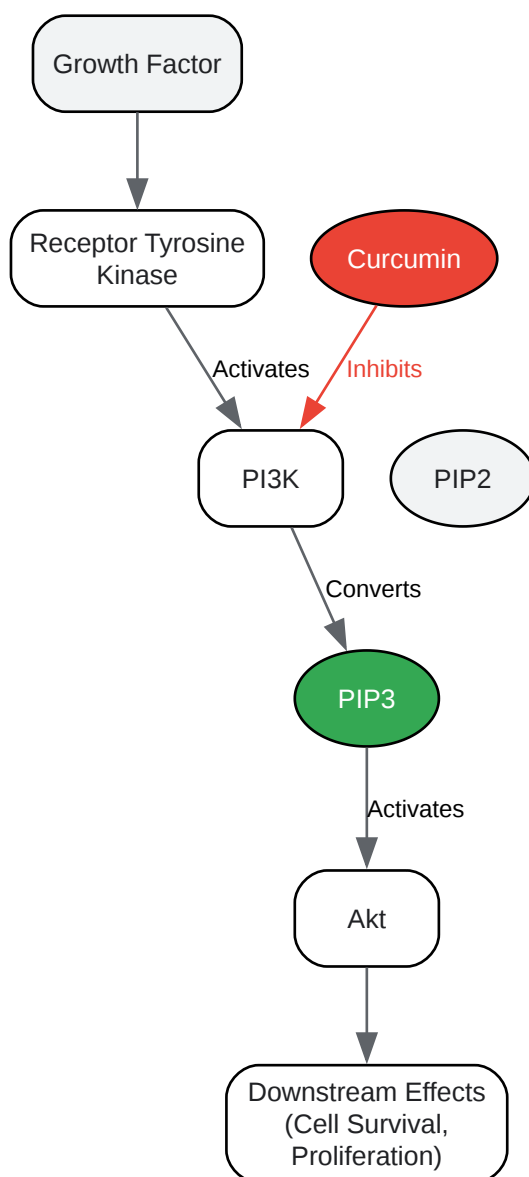 Growth Factor
Receptor Tyrosine
Kinase
Curcumin
Activates
Inhibits
PI3K
PIP2
Converts
PIP3
Activates
Akt
Downstream Effects
(Cell Survival,
Proliferation)